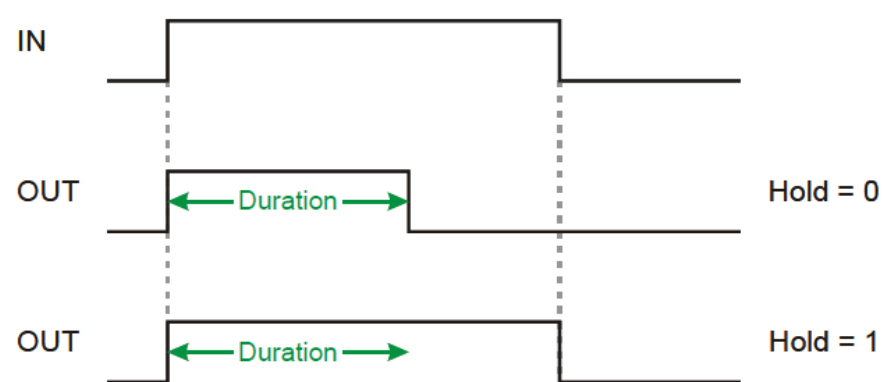 IN
OUT Duration Hold = 0
OUT Duration Hold = 1